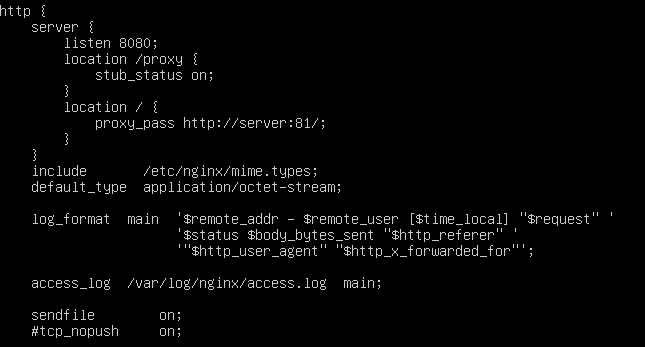 http {
    server {
        listen 8080;
        location /proxy {
            stub_status on;
        }
        location / {
            proxy_pass http://server:81/;
        }
    }
    include       /etc/nginx/mime.types;
    default_type  application/octet-stream;

    log_format  main  '$remote_addr - $remote_user [$time_local] "$request" '
                      '$status $body_bytes_sent "$http_referer" '
                      '"$http_user_agent" "$http_x_forwarded_for"';

    access_log  /var/log/nginx/access.log  main;

    sendfile        on;
    #tcp_nopush     on;